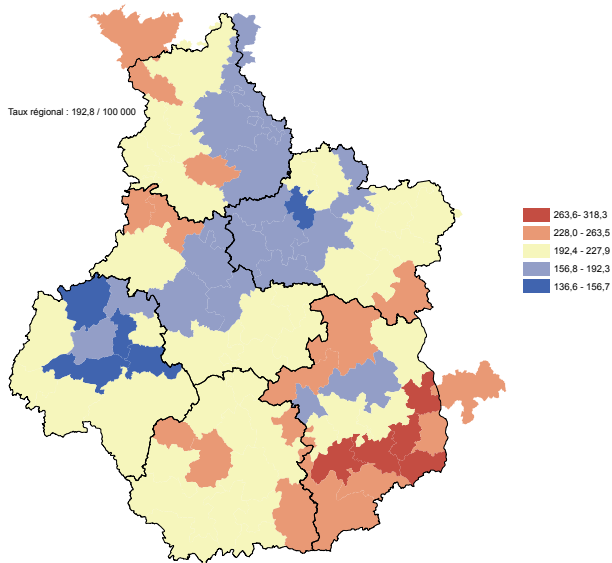 Taux régional : 192,8 / 100 000
263,6- 318,3
228,0 - 263,5
192,4 - 227,9
156,8 - 192,3
136,6 - 156,7